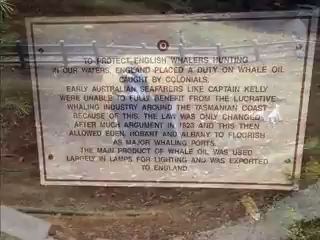 TO PROTECT ENGLISH WHALERS HUNTING
IN OUR WATERS, ENGLAND PLACED A DUTY ON WHALE OIL
CAUGHT BY COLONIALS.
EARLY AUSTRALIAN SEAFARERS LIKE CAPTAIN KELLY
WERE UNABLE TO FULLY BENEFIT FROM THE LUCRATIVE
WHALING INDUSTRY AROUND THE TASMANIAN COAST
BECAUSE OF THIS. THE LAW WAS ONLY CHANGED
AFTER MUCH ARGUMENT IN 1823 AND THIS THEN
ALLOWED EDEN, HOBART AND ALBANY TO FLOURISH
AS MAJOR WHALING PORTS.
THE MAIN PRODUCT OF WHALE OIL WAS USED
LARGELY IN LAMPS FOR LIGHTING AND WAS EXPORTED
TO ENGLAND